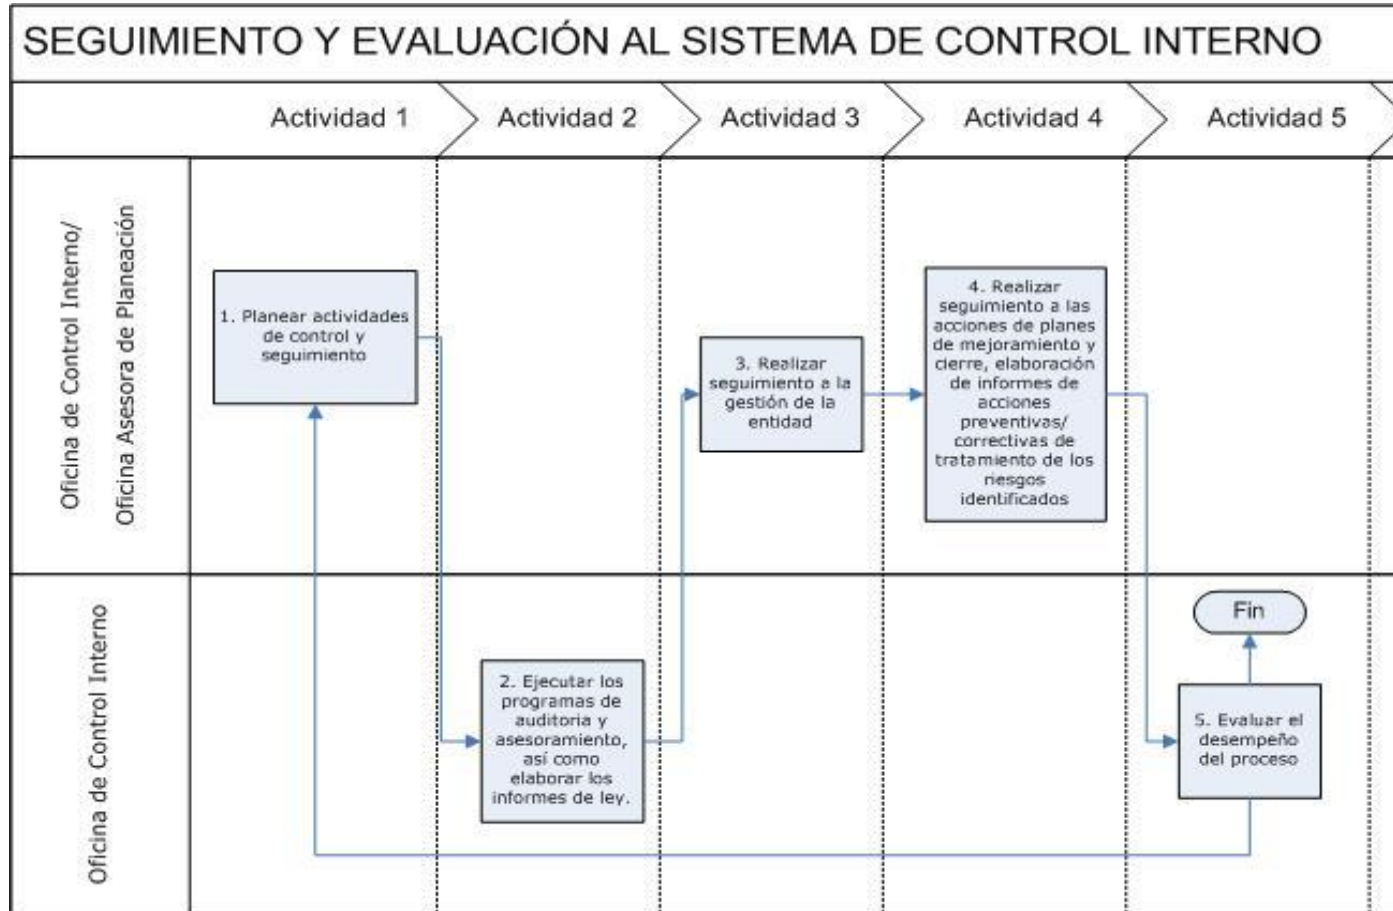 SEGUIMIENTO Y EVALUACIÓN AL SISTEMA DE CONTROL INTERNO
Actividad 1
Actividad 2
Actividad 3
Actividad 4
Actividad 5
Oficina de Control Interno/
Oficina Asesora de Planeación
1. Planear actividades
de control y
seguimiento
3. Realizar
seguimiento a la
gestión de la
entidad
4. Realizar
seguimiento a las
acciones de planes
de mejoramiento y
cierre, elaboración
de informes de
acciones
preventivas/
correctivas de
tratamiento de los
riesgos
identificados
Oficina de Control Interno
2. Ejecutar los
programas de
auditoria y
asesoramiento,
así como
elaborar los
informes de ley.
Fin
5. Evaluar el
desempeño
del proceso